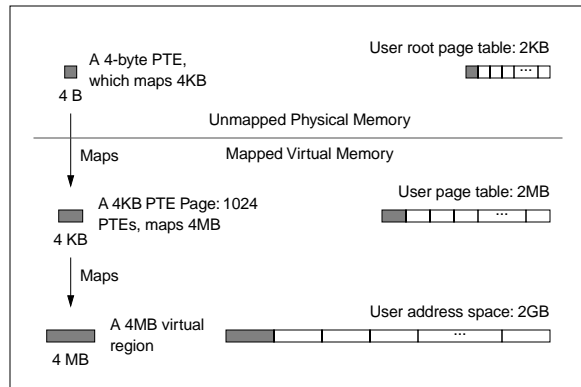 A 4-byte PTE,
which maps 4KB
4 B
User root page table: 2KB
...
Unmapped Physical Memory
Mapped Virtual Memory
Maps
A 4KB PTE Page: 1024
PTEs, maps 4MB
4 KB
User page table: 2MB
...
Maps
A 4MB virtual
region
4 MB
User address space: 2GB
...